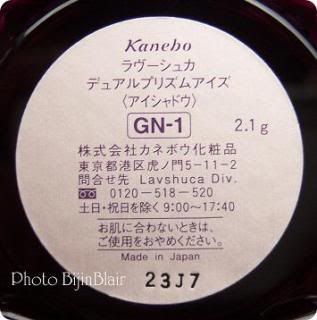 Kanebo
ラヴーシュカ
デュアルプリズムアイズ
〈アイシャドウ〉
GN-1 2.1g
株式会社カネボウ化粧品
東京都港区虎ノ門5-11-2
問合せ先 Lavshuca Div.
0120-518-520
土日・祝日を除く 9:00〜17:40
お肌に合わないときは、
ご使用をおやめください。
Made in Japan
23J7
Photo BijinBlair